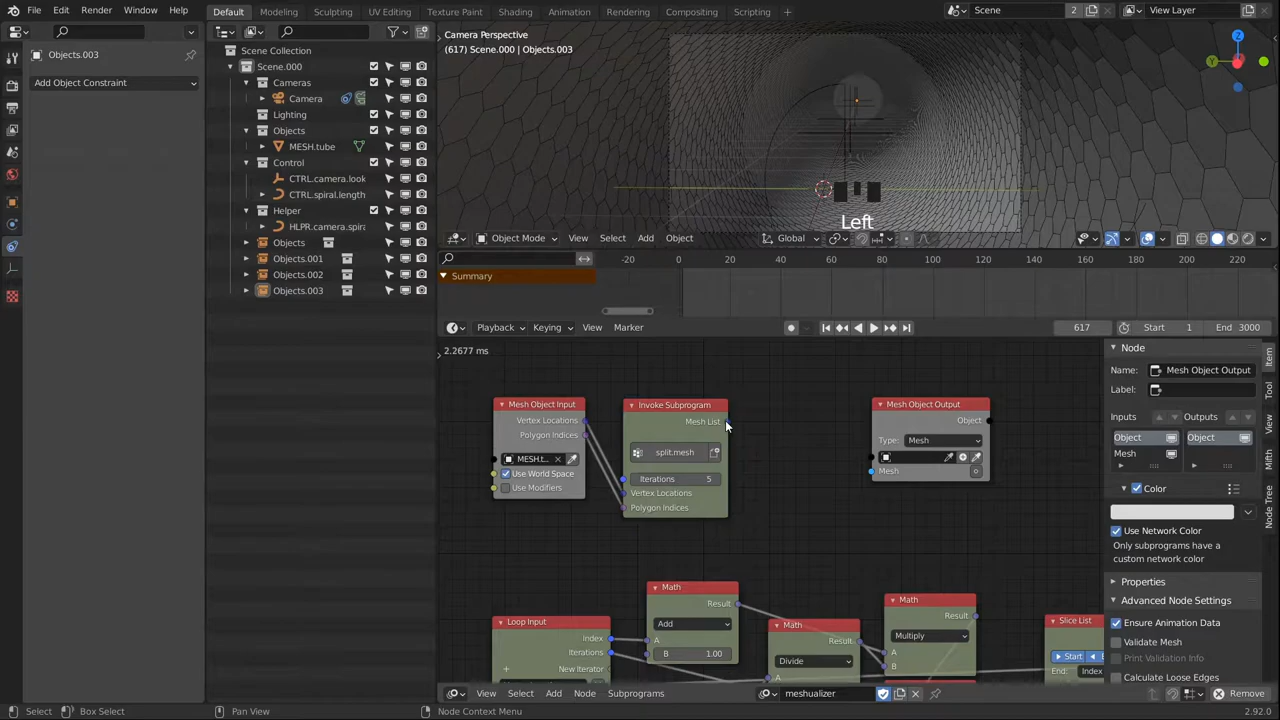 File Edit Render Window Help Default Modeling Sculpting UV Editing Texture Paint Shading Animation Rendering Compositing Scripting + Scene 2 View Layer
Objects.003
Add Object Constraint
Scene Collection
Scene.000
Cameras
Camera
Lighting
Objects
MESH.tube
Control
CTRL.camera.look
CTRL.spiral.length
Helper
HLPR.camera.spira
Objects
Objects.001
Objects.002
Objects.003
Camera Perspective
(617) Scene.000 | Objects.003
Left
Object Mode View Select Add Object Global
-20 0 20 40 60 80 100 120 140 160 180 200 220
Summary
Playback Keying View Marker 617 Start 1 End 3000
2.2677 ms
Mesh Object Input
Vertex Locations
Polygon Indices
MESH.t...
Use World Space
Use Modifiers
Invoke Subprogram
Mesh List
split.mesh
Iterations 5
Vertex Locations
Polygon Indices
Mesh Object Output
Object
Type: Mesh
Mesh
Loop Input
Index
Iterations
New Iterator
Math
Result
Add
A
B 1.00
Math
Result
Divide
A
Math
Result
Multiply
A
B
Slice List
Start
End: Index
Node
Name: Mesh Object Output
Label:
Inputs Outputs
Object Object
Mesh
Color
Use Network Color
Only subprograms have a
custom network color
Properties
Advanced Node Settings
Ensure Animation Data
Validate Mesh
Print Validation Info
Calculate Loose Edges
Item
Tool
View
Node Tree
View Select Add Node Subprograms meshualizer Remove
Select Box Select Pan View Node Context Menu 2.92.0